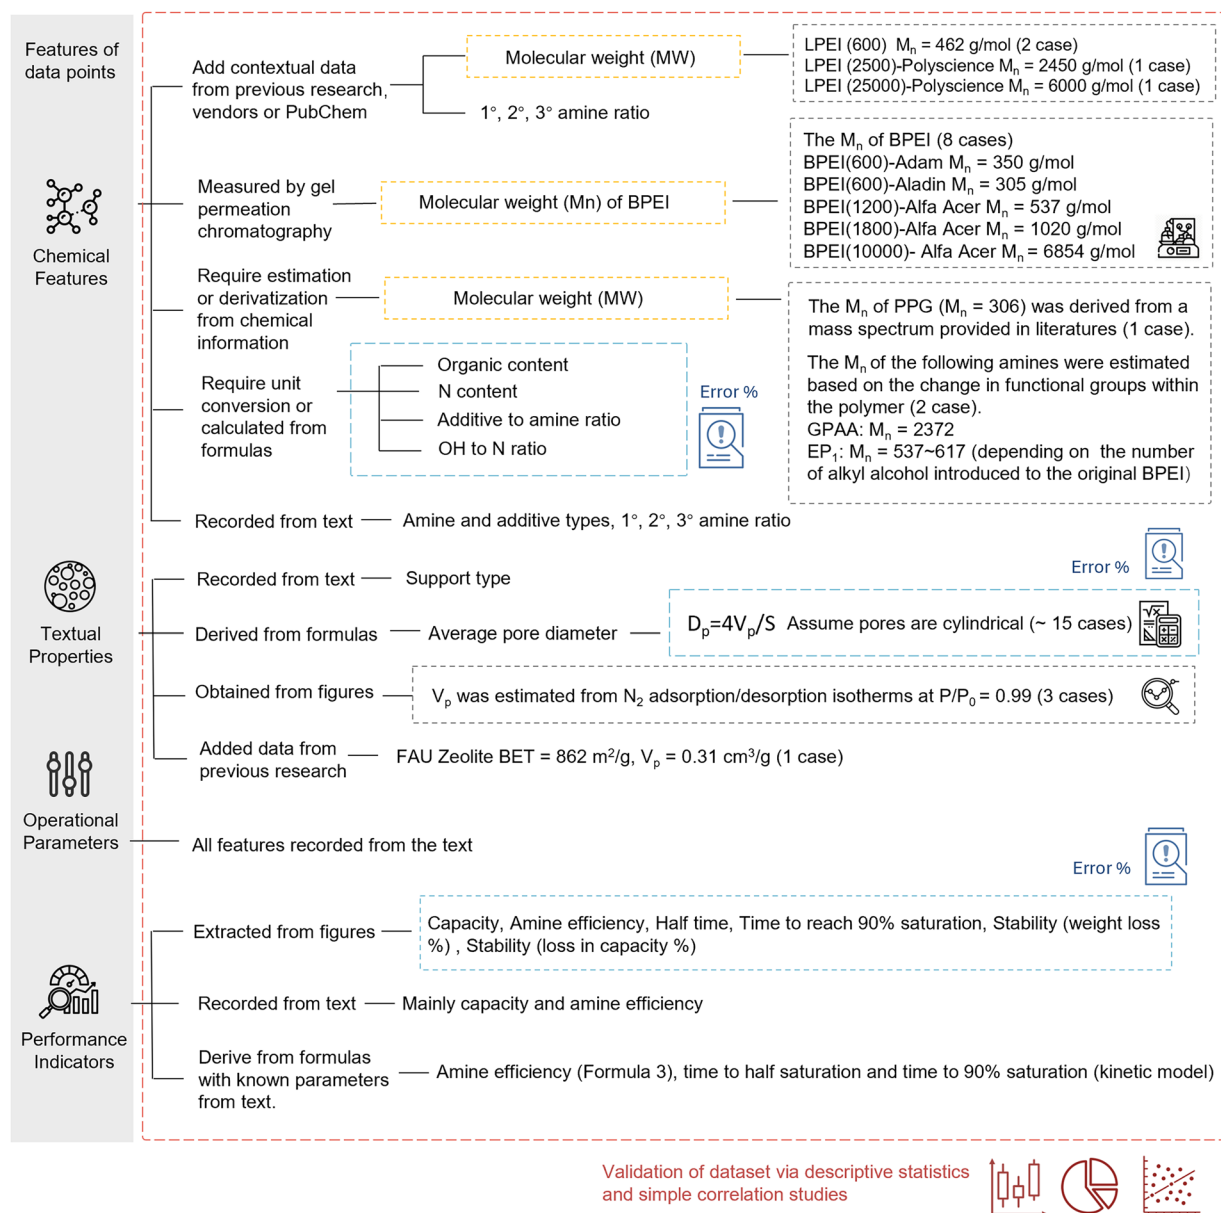 Features of
data points
Add contextual data
from previous research,
vendors or PubChem
Molecular weight (MW)
1°, 2°, 3° amine ratio
LPEI (600) Mn = 462 g/mol (2 case)
LPEI (2500)-Polyscience Mn = 2450 g/mol (1 case)
LPEI (25000)-Polyscience Mn = 6000 g/mol (1 case)
Chemical
Features
Measured by gel
permeation
chromatography
Molecular weight (Mn) of BPEI
The Mn of BPEI (8 cases)
BPEI(600)-Adam Mn = 350 g/mol
BPEI(600)-Aladin Mn = 305 g/mol
BPEI(1200)-Alfa Acer Mn = 537 g/mol
BPEI(1800)-Alfa Acer Mn = 1020 g/mol
BPEI(10000)- Alfa Acer Mn = 6854 g/mol
Require estimation
or derivatization
from chemical
information
Molecular weight (MW)
The Mn of PPG (Mn = 306) was derived from a
mass spectrum provided in literatures (1 case).
The Mn of the following amines were estimated
based on the change in functional groups within
the polymer (2 case).
GPAA: Mn = 2372
EP1: Mn = 537~617 (depending on the number
of alkyl alcohol introduced to the original BPEI)
Require unit
conversion or
calculated from
formulas
Organic content
N content
Additive to amine ratio
OH to N ratio
Error %
Recorded from text
Amine and additive types, 1°, 2°, 3° amine ratio
Textual
Properties
Recorded from text
Support type
Error %
Derived from formulas
Average pore diameter
Dp=4Vp/S Assume pores are cylindrical (~ 15 cases)
√x
Obtained from figures
Vp was estimated from N2 adsorption/desorption isotherms at P/P0 = 0.99 (3 cases)
Added data from
previous research
FAU Zeolite BET = 862 m²/g, Vp = 0.31 cm³/g (1 case)
Operational
Parameters
All features recorded from the text
Error %
Performance
Indicators
Extracted from figures
Capacity, Amine efficiency, Half time, Time to reach 90% saturation, Stability (weight loss
%) , Stability (loss in capacity %)
Recorded from text
Mainly capacity and amine efficiency
Derive from formulas
with known parameters
from text.
Amine efficiency (Formula 3), time to half saturation and time to 90% saturation (kinetic model)
Validation of dataset via descriptive statistics
and simple correlation studies